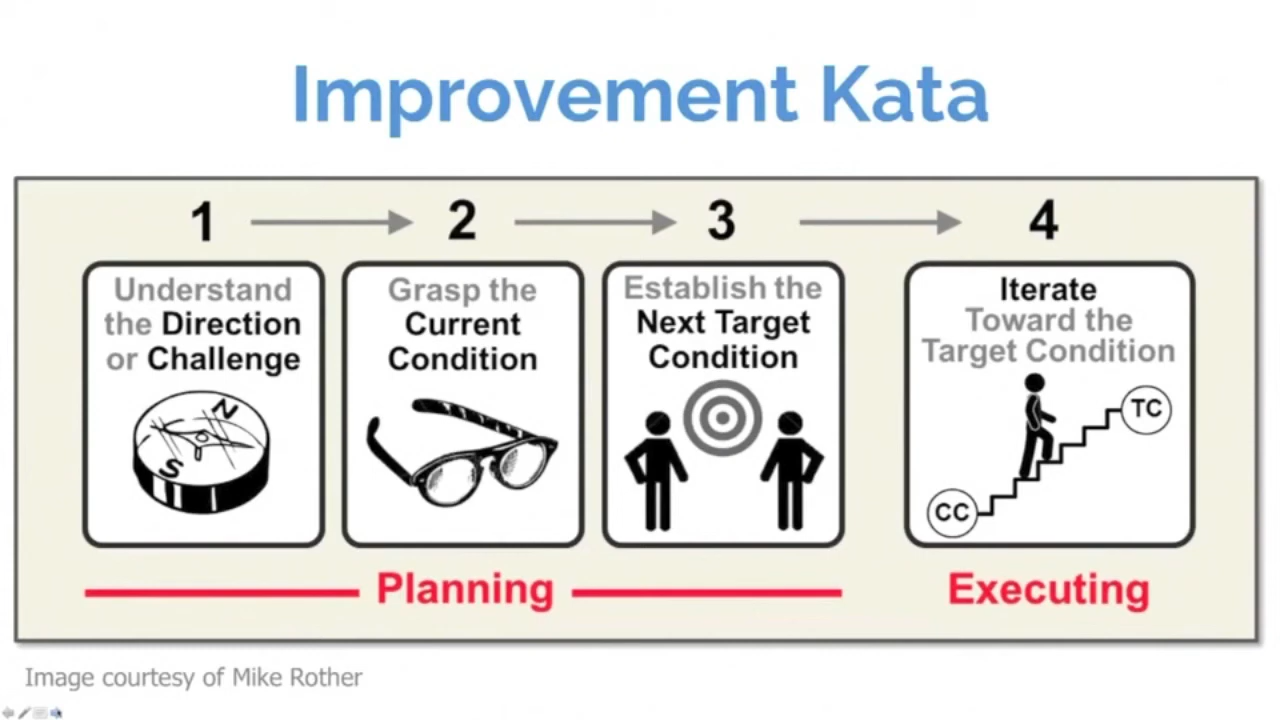 Improvement Kata
1
2
3
4
Understand
the Direction
or Challenge
N
S
Grasp the
Current
Condition
Establish the
Next Target
Condition
Iterate
Toward the
Target Condition
TC
CC
Planning
Executing
Image courtesy of Mike Rother